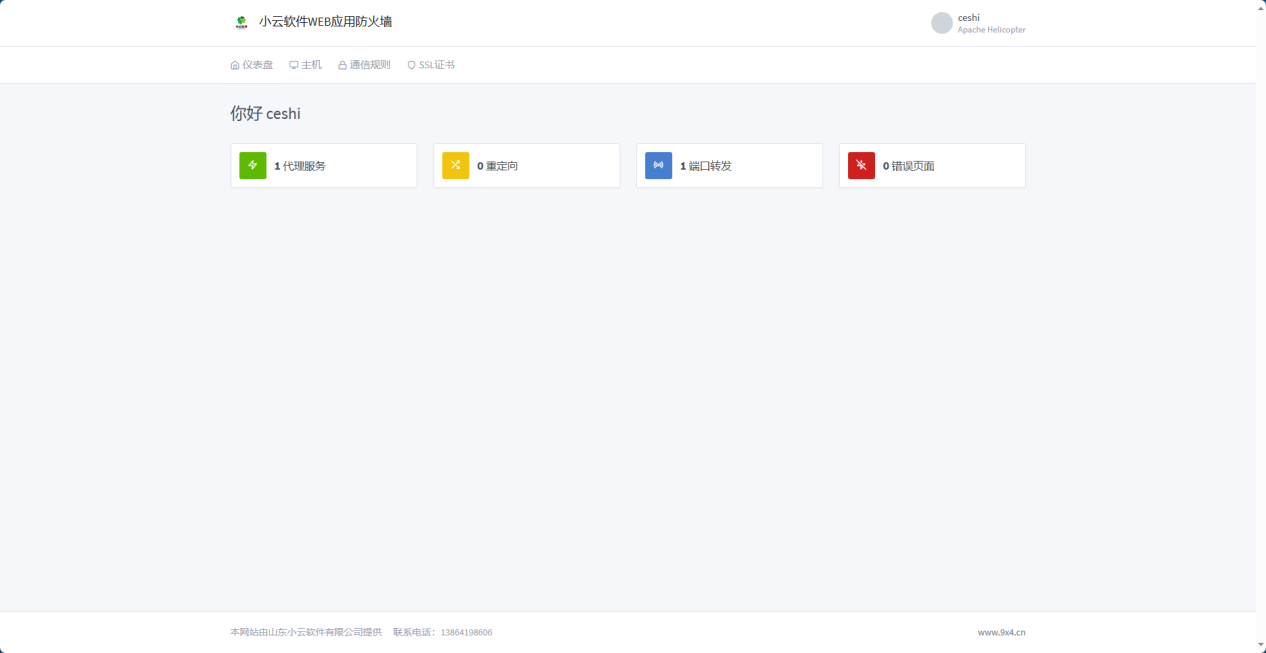 小云软件WEB应用防火墙
ceshi
Apache Helicopter
仪表盘 主机 通信规则 SSL证书
你好 ceshi
1 代理服务 0 重定向 1 端口转发 0 错误页面
本网站由山东小云软件有限公司提供 联系电话：13864198606 www.9x4.cn